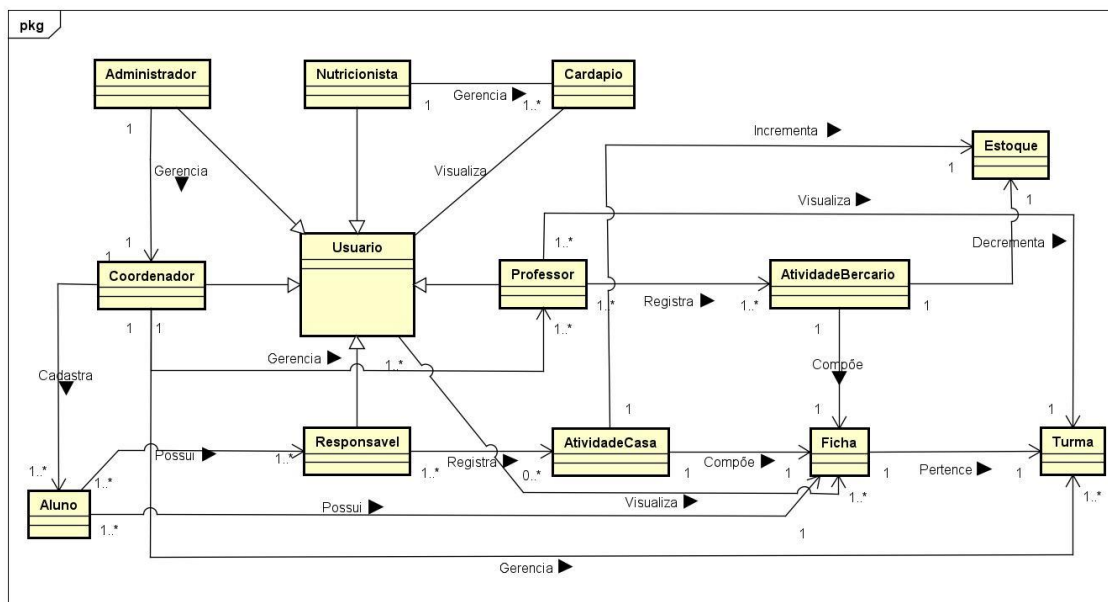 pkg
Administrador
Nutricionista
Cardapio
Gerencia
1
1..*
1
Incrementa
Estoque
1
1
Gerencia
Visualiza
Visualiza
1
1
Usuario
1..*
Decrementa
Coordenador
Professor
AtividadeBercario
1..*
Registra
1..*
1
1
1
1..*
1
Gerencia
1..*
Cadastra
Compõe
1
1
1
Responsavel
AtividadeCasa
Ficha
Turma
1..*
Possui
1..*
1..*
Registra
0..*
1
Compõe
1
1
Pertence
1
1..*
Aluno
1..*
Possui
Visualiza
1..*
1..*
1
Gerencia